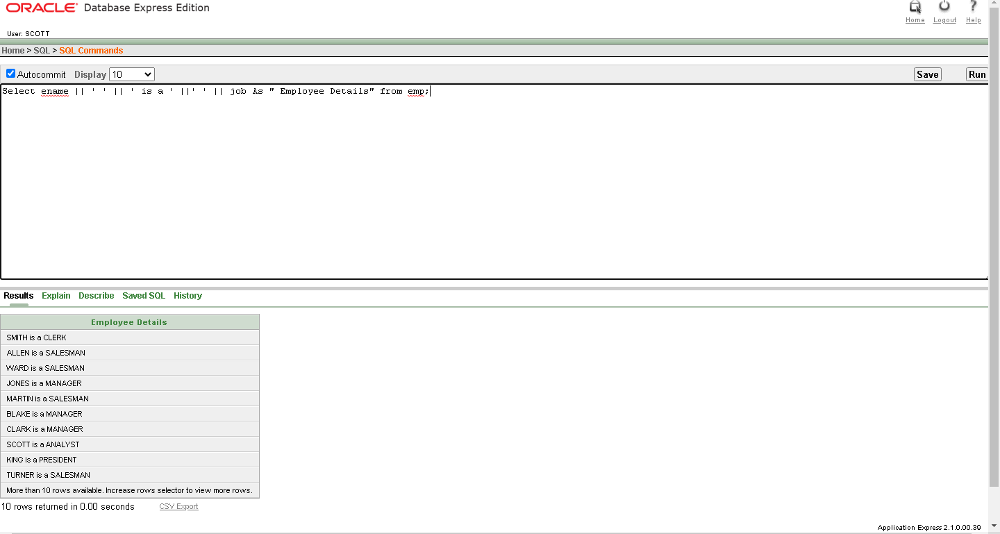 ORACLE Database Express Edition
Home Logout Help
User: SCOTT
Home > SQL > SQL Commands
Autocommit Display 10 Save Run
Select ename || ' ' || ' is a ' ||' ' || job As " Employee Details" from emp;
Results Explain Describe Saved SQL History
Employee Details
SMITH is a CLERK
ALLEN is a SALESMAN
WARD is a SALESMAN
JONES is a MANAGER
MARTIN is a SALESMAN
BLAKE is a MANAGER
CLARK is a MANAGER
SCOTT is a ANALYST
KING is a PRESIDENT
TURNER is a SALESMAN
More than 10 rows available. Increase rows selector to view more rows.
10 rows returned in 0.00 seconds CSV Export
Application Express 2.1.0.00.39